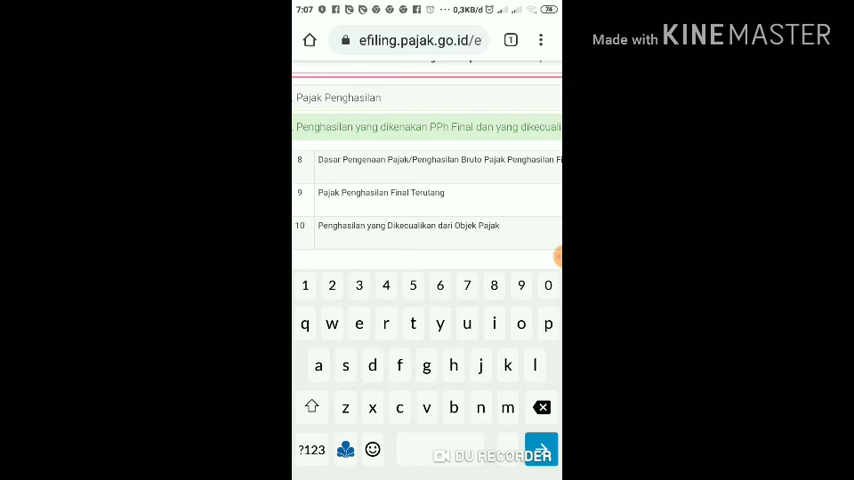 7:07
0,3KB/d
74
efiling.pajak.go.id/e
1
Made with KINEMASTER
. Pajak Penghasilan
. Penghasilan yang dikenakan PPh Final dan yang dikecuali
8 Dasar Pengenaan Pajak/Penghasilan Bruto Pajak Penghasilan Fi
9 Pajak Penghasilan Final Terutang
10 Penghasilan yang Dikecualikan dari Objek Pajak
1 2 3 4 5 6 7 8 9 0
q w e r t y u i o p
a s d f g h j k l
z x c v b n m
?123
DU RECORDER